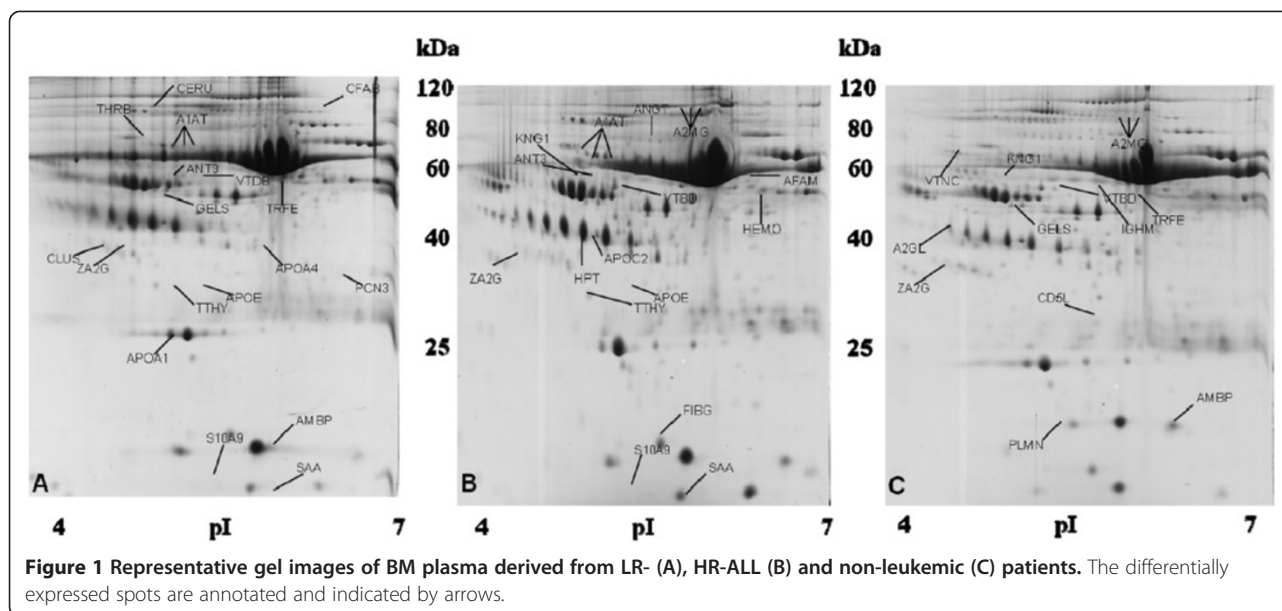 kDa
120
80
60
40
25
kDa
120
80
60
40
25
CERU
CFAB
THRB
A1AT
ANT3
VTDB
GELS
TRFE
CLUS
ZA2G
APOA4
PCN3
APOE
TTHY
APOA1
AMBP
S10A9
SAA
A
ANGT
A1AT
A2MG
KNG1
ANT3
VTBD
AFAM
HEMO
ZA2G
HPT
APOC2
APOE
TTHY
FIBG
S10A9
SAA
B
A2MG
VTNC
KNG1
VTBD
TRFE
GELS
IGHM
A2GL
ZA2G
CD5L
AMBP
PLMN
C
4 pI 7
4 pI 7
4 pI 7
Figure 1 Representative gel images of BM plasma derived from LR- (A), HR-ALL (B) and non-leukemic (C) patients. The differentially
expressed spots are annotated and indicated by arrows.